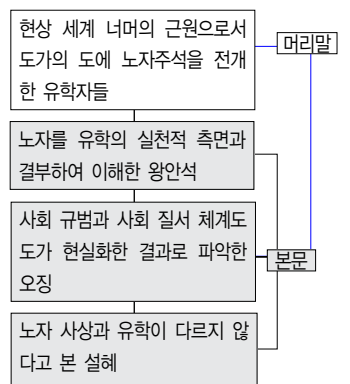 현상 세계 너머의 근원으로서
도가의 도에 노자주석을 전개
한 유학자들
머리말
노자를 유학의 실천적 측면과
결부하여 이해한 왕안석
사회 규범과 사회 질서 체계도
도가 현실화한 결과로 파악한
오징
본문
노자 사상과 유학이 다르지 않
다고 본 설혜